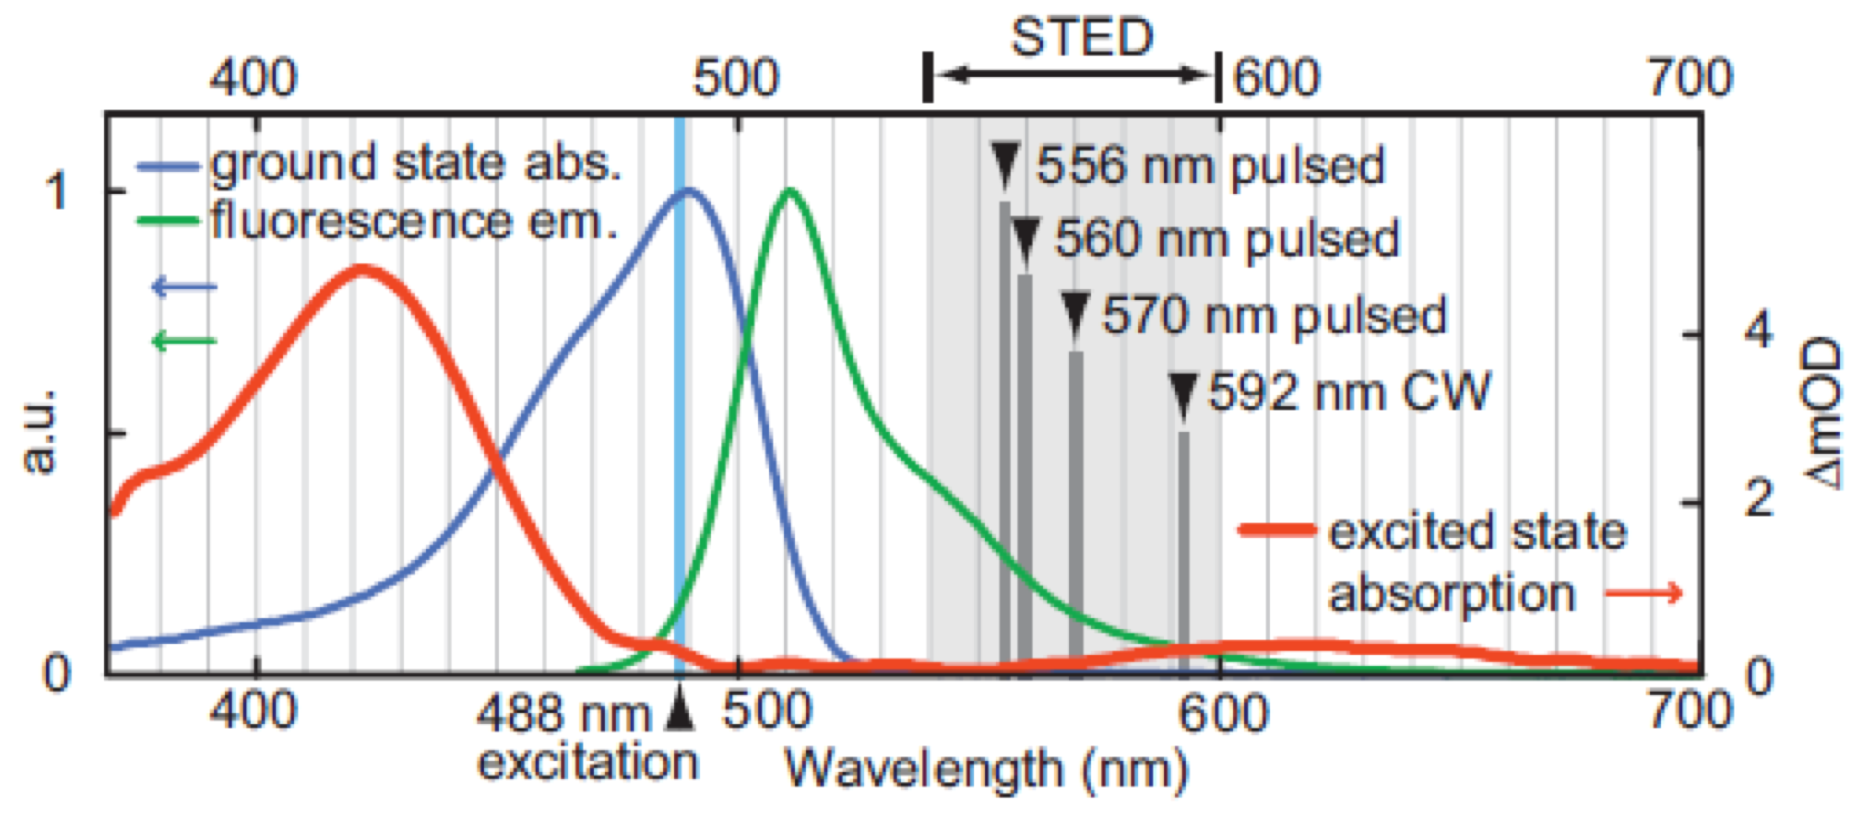 STED
400 500 600 700
ground state abs.
fluorescence em.
556 nm pulsed
560 nm pulsed
570 nm pulsed
592 nm CW
excited state
absorption
1
0
a.u.
4
2
0
ΔmOD
400 500 600 700
488 nm
excitation
Wavelength (nm)